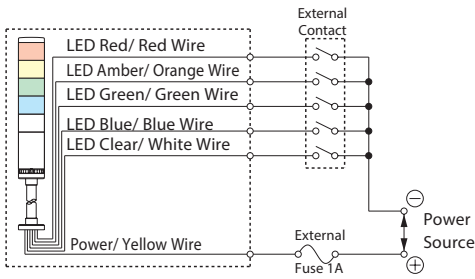 External
Contact
LED Red/ Red Wire
LED Amber/ Orange Wire
LED Green/ Green Wire
LED Blue/ Blue Wire
LED Clear/ White Wire
Power
Source
Power/ Yellow Wire
External
Fuse 1A